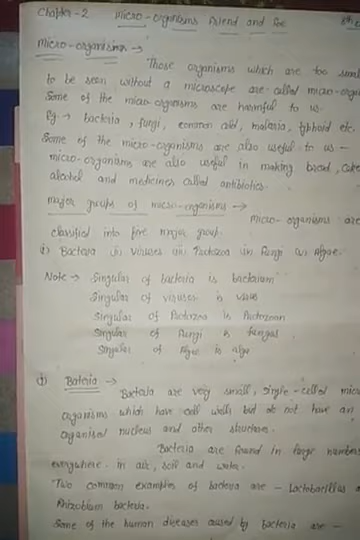 Chapter-2 Micro-organisms Friend and Foe 8th
Micro-organisms →
Those organisms which are too small
to be seen without a microscope are called micro-organi
Some of the micro organisms are harmful to us.
Eg → bacteria, fungi, common cold, malaria, typhoid etc.
Some of the micro-organisms are also useful to us -
micro-organisms are also useful in making bread, cake
alcohol and medicines called antibiotics.
major groups of micro-organisms →
micro-organisms are
classified into five major group.
(i) Bacteria (ii) Viruses (iii) Protozoa (iv) Fungi (v) Algae.
Note → Singular of bacteria is bacterium
Singular of viruses is virus
Singular of Protozoa is Protozoan
Singular of Fungi is fungus
Singular of Algae is alga
(i) Bateria →
Bacteria are very small, single-celled micro
organisms which have cell walls but do not have an
organised nucleus and other structures.
Bacteria are found in large numbers
everywhere in air, soil and water.
Two common examples of bacteria are - Lactobacillus a
Rhizobium bacteria.
Some of the human diseases caused by bacteria are -